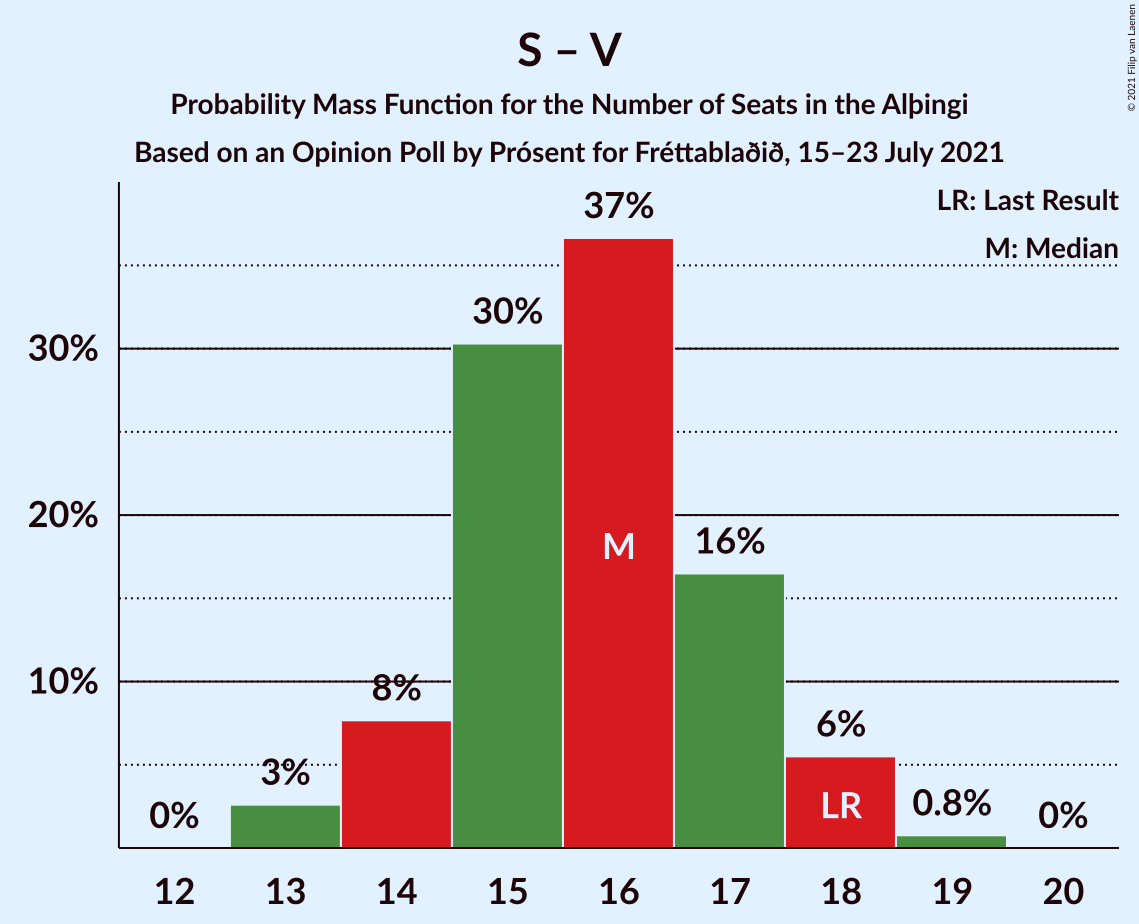 S – V
Probability Mass Function for the Number of Seats in the Alþingi
Based on an Opinion Poll by Prósent for Fréttablaðið, 15–23 July 2021
© 2021 Filip van Laenen
LR: Last Result
M: Median
37%
30%
30%
20%
16%
M
10%
8%
6%
3%
LR
0.8%
0%
0%
12 13 14 15 16 17 18 19 20